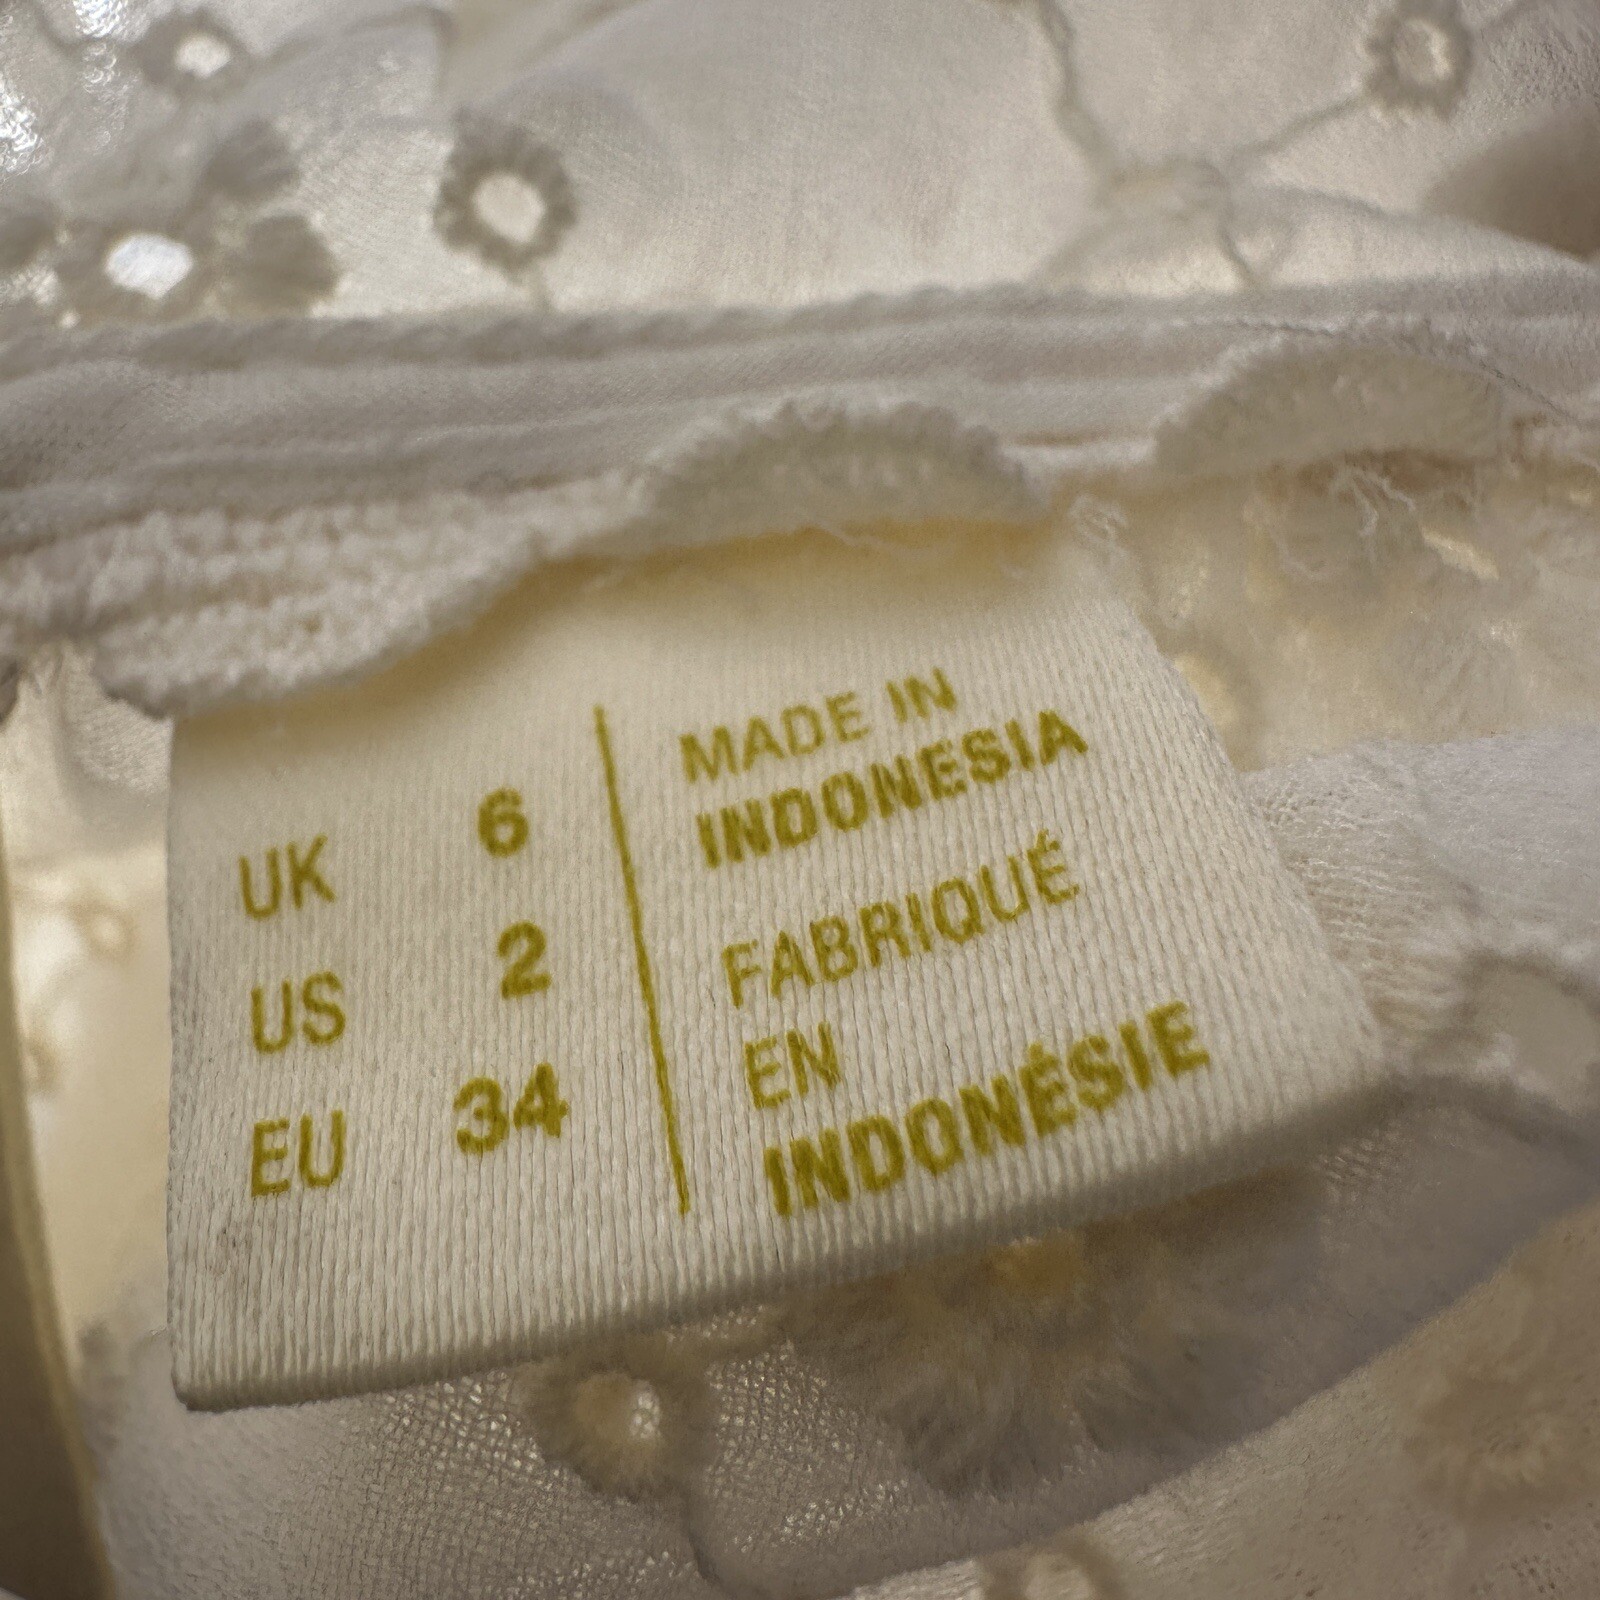 UK 6
US 2
EU 34
MADE IN
INDONESIA
FABRIQUÉ
EN
INDONÉSIE